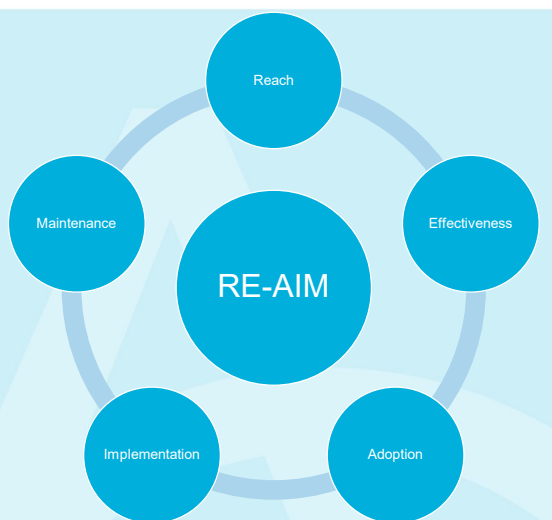 Reach
Maintenance
Effectiveness
RE-AIM
Implementation
Adoption